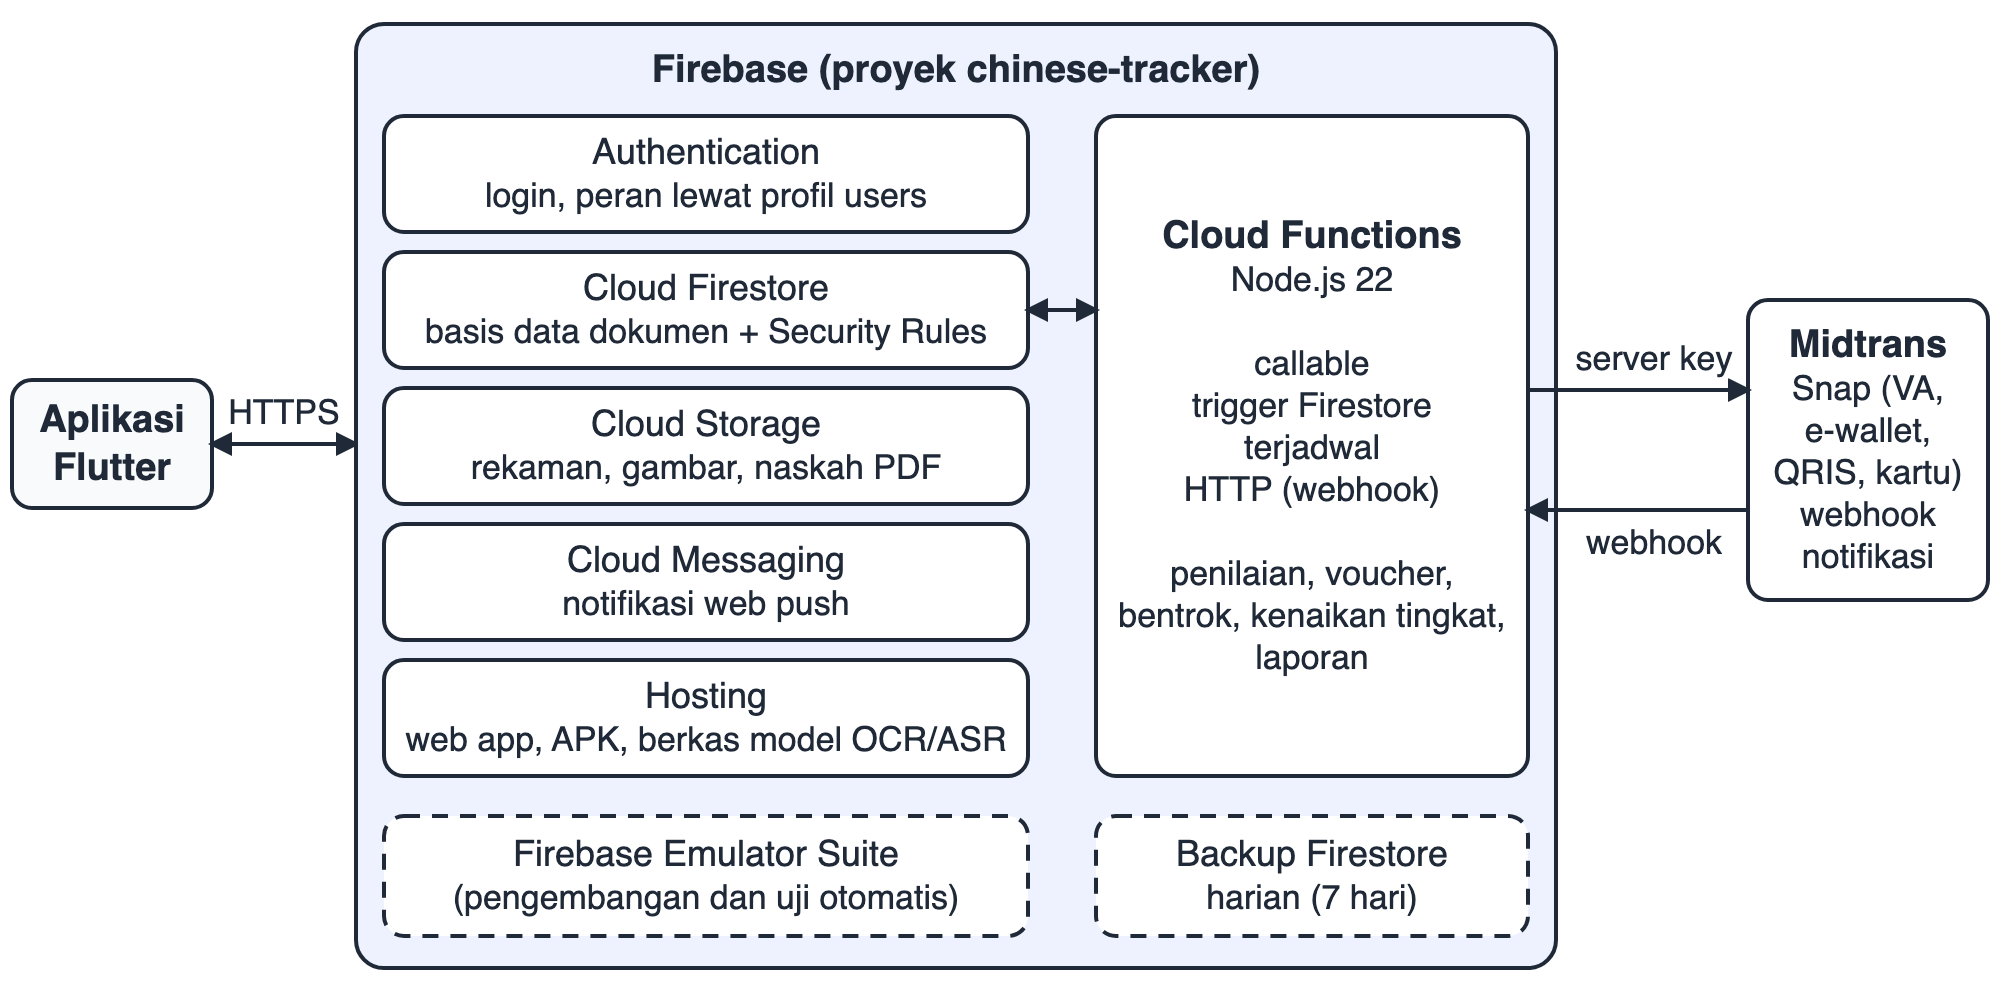 Firebase (proyek chinese-tracker)
Authentication
login, peran lewat profil users
Cloud Firestore
basis data dokumen + Security Rules
Cloud Storage
rekaman, gambar, naskah PDF
Cloud Messaging
notifikasi web push
Hosting
web app, APK, berkas model OCR/ASR
Firebase Emulator Suite
(pengembangan dan uji otomatis)
Cloud Functions
Node.js 22
callable
trigger Firestore
terjadwal
HTTP (webhook)
penilaian, voucher,
bentrok, kenaikan tingkat,
laporan
Backup Firestore
harian (7 hari)
Aplikasi
Flutter
HTTPS
server key
webhook
Midtrans
Snap (VA,
e-wallet,
QRIS, kartu)
webhook
notifikasi